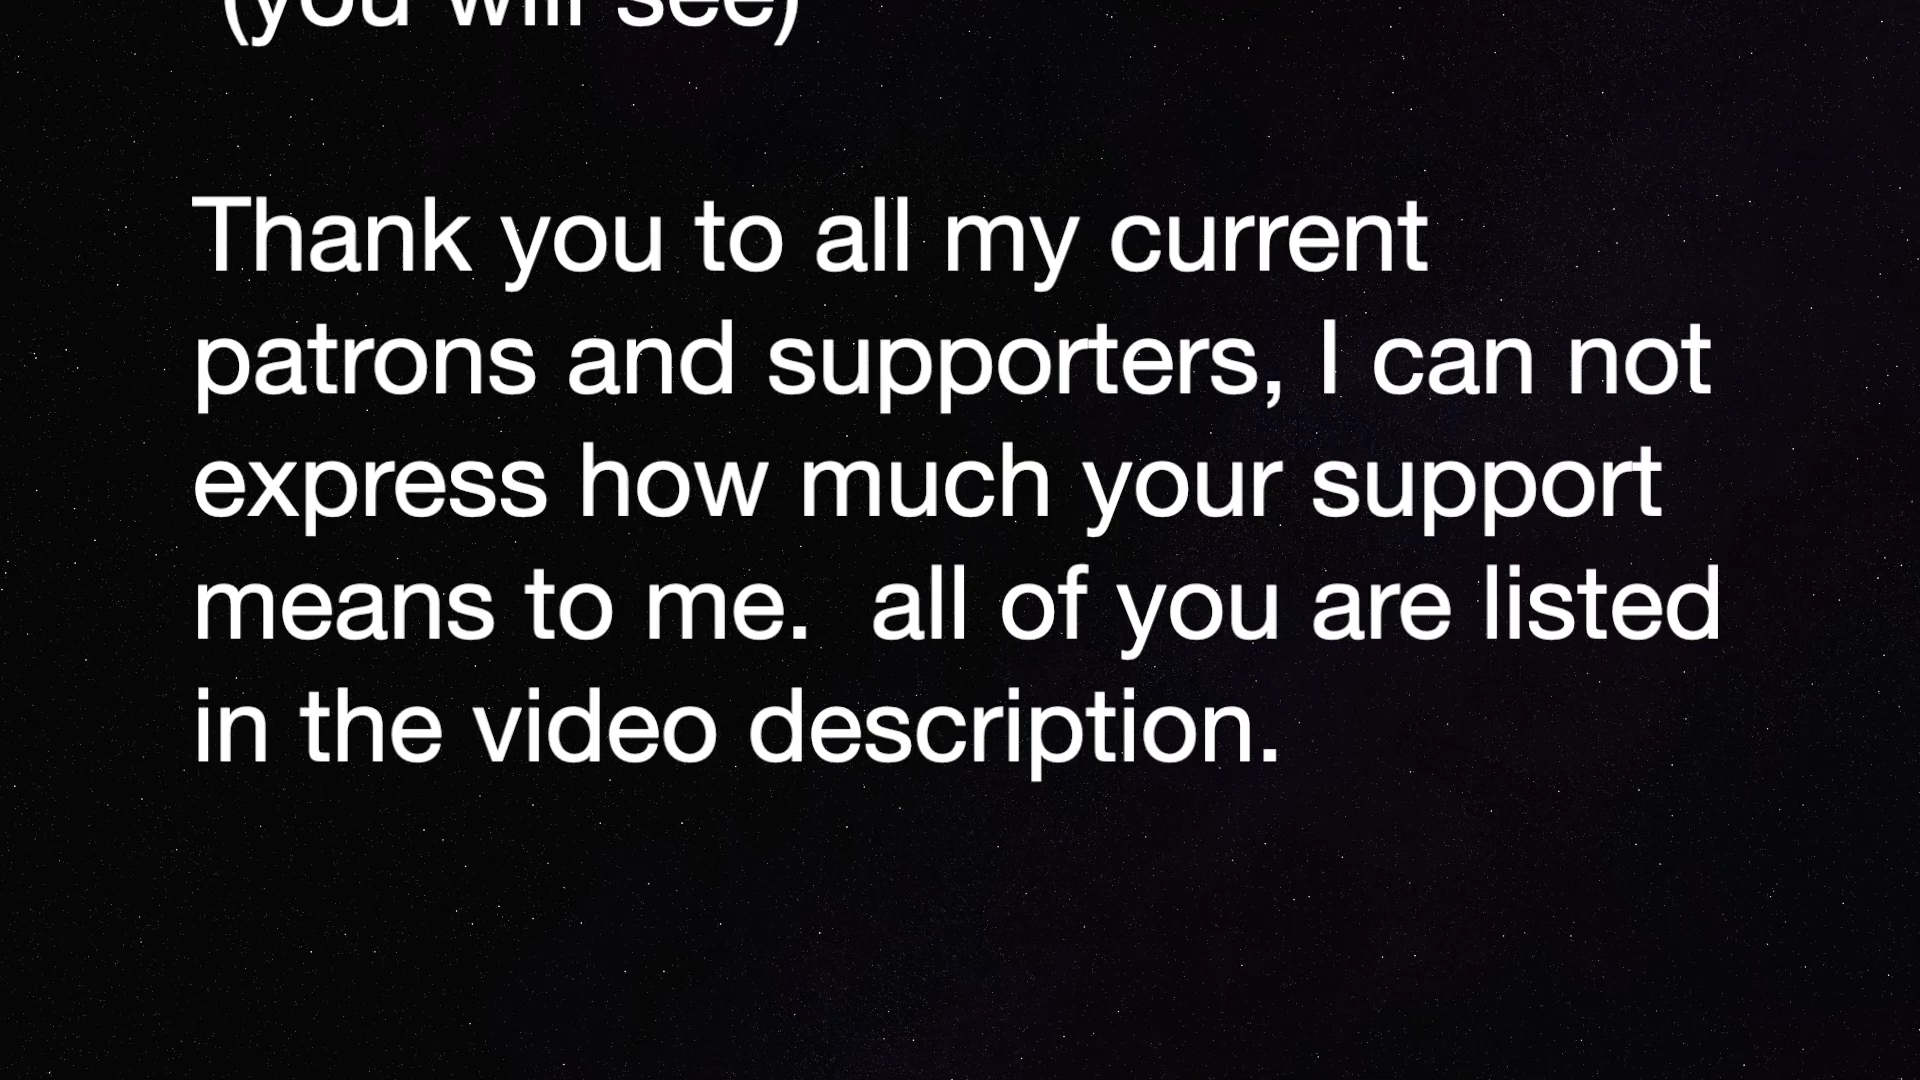 (you will see)
Thank you to all my current
patrons and supporters, I can not
express how much your support
means to me.  all of you are listed
in the video description.